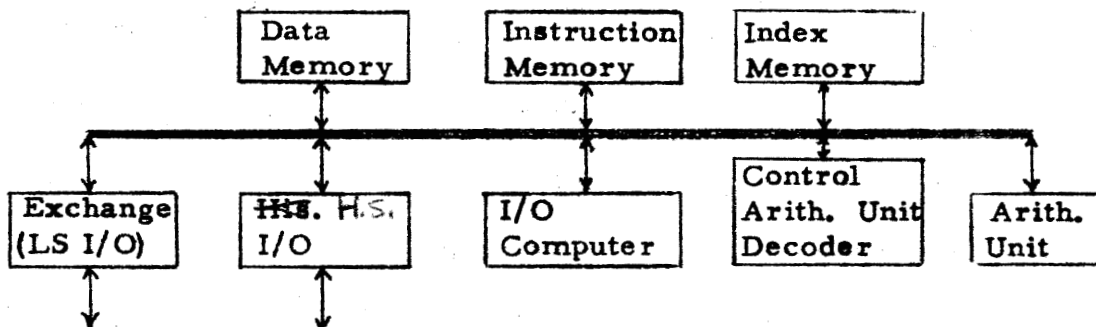 Data
Memory
Instruction
Memory
Index
Memory
Exchange
(LS I/O)
His. H.S.
I/O
I/O
Computer
Control
Arith. Unit
Decoder
Arith.
Unit